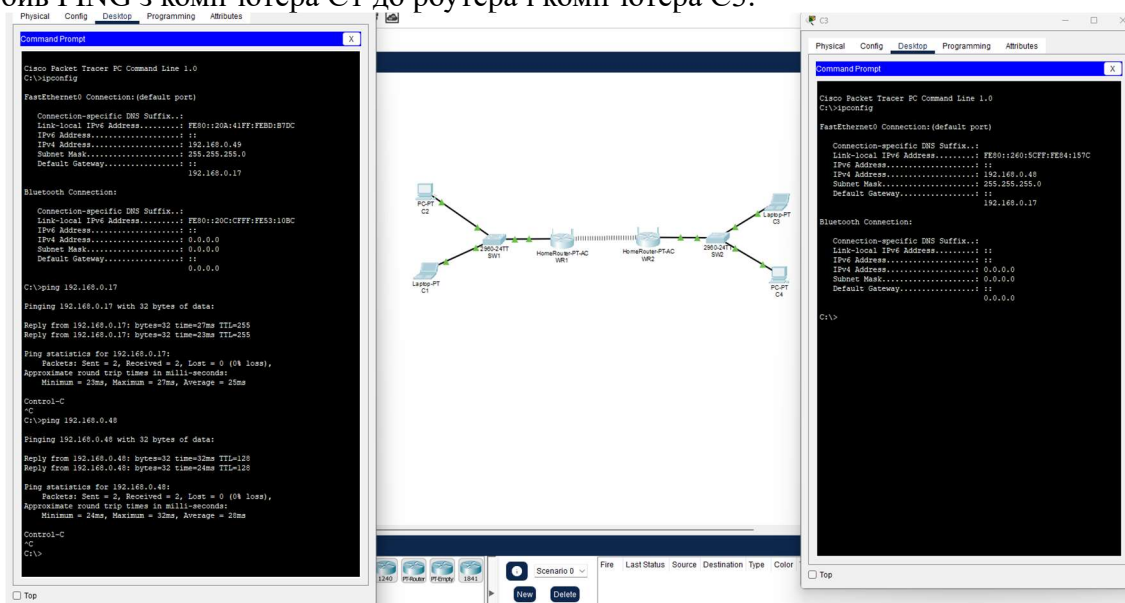 обив PING з комп'ютера C1 до роутера і комп'ютера C3:
Physical Config Desktop Programming Attributes
Command Prompt X
Cisco Packet Tracer PC Command Line 1.0
C:\>ipconfig
FastEthernet0 Connection:(default port)
Connection-specific DNS Suffix..:
Link-local IPv6 Address.........: FE80::20A:41FF:FEBD:B7DC
IPv6 Address....................: ::
IPv4 Address....................: 192.168.0.49
Subnet Mask.....................: 255.255.255.0
Default Gateway.................: ::
192.168.0.17
Bluetooth Connection:
Connection-specific DNS Suffix..:
Link-local IPv6 Address.........: FE80::20C:CFFF:FE53:10BC
IPv6 Address....................: ::
IPv4 Address....................: 0.0.0.0
Subnet Mask.....................: 0.0.0.0
Default Gateway.................: ::
0.0.0.0
C:\>ping 192.168.0.17
Pinging 192.168.0.17 with 32 bytes of data:
Reply from 192.168.0.17: bytes=32 time=27ms TTL=255
Reply from 192.168.0.17: bytes=32 time=23ms TTL=255
Ping statistics for 192.168.0.17:
Packets: Sent = 2, Received = 2, Lost = 0 (0% loss),
Approximate round trip times in milli-seconds:
Minimum = 23ms, Maximum = 27ms, Average = 25ms
Control-C
^C
C:\>ping 192.168.0.48
Pinging 192.168.0.48 with 32 bytes of data:
Reply from 192.168.0.48: bytes=32 time=32ms TTL=128
Reply from 192.168.0.48: bytes=32 time=24ms TTL=128
Ping statistics for 192.168.0.48:
Packets: Sent = 2, Received = 2, Lost = 0 (0% loss),
Approximate round trip times in milli-seconds:
Minimum = 24ms, Maximum = 32ms, Average = 28ms
Control-C
^C
C:\>
Top
PC-PT
C2
Laptop-PT
C1
2960-24TT
SW1
HomeRouter-PT-AC
WR1
HomeRouter-PT-AC
WR2
2960-24TT
SW2
Laptop-PT
C3
PC-PT
C4
1240 PT-Router PT-Empty 1841
Scenario 0
New Delete
Fire Last Status Source Destination Type Color
C3
Physical Config Desktop Programming Attributes
Command Prompt X
Cisco Packet Tracer PC Command Line 1.0
C:\>ipconfig
FastEthernet0 Connection:(default port)
Connection-specific DNS Suffix..:
Link-local IPv6 Address.........: FE80::260:5CFF:FE84:157C
IPv6 Address....................: ::
IPv4 Address....................: 192.168.0.48
Subnet Mask.....................: 255.255.255.0
Default Gateway.................: ::
192.168.0.17
Bluetooth Connection:
Connection-specific DNS Suffix..:
Link-local IPv6 Address.........: ::
IPv6 Address....................: ::
IPv4 Address....................: 0.0.0.0
Subnet Mask.....................: 0.0.0.0
Default Gateway.................: ::
0.0.0.0
C:\>
Top